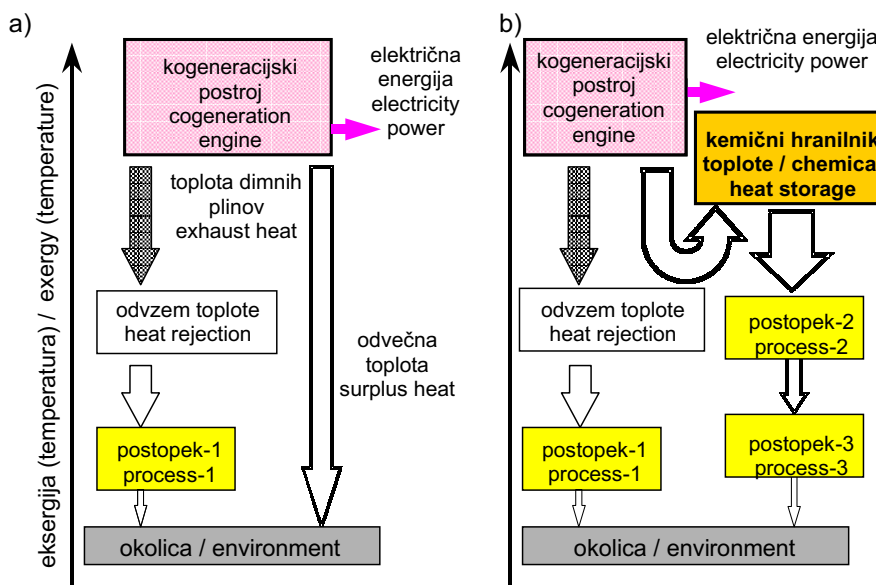 a)
eksergija (temperatura) / exergy (temperature)
kogeneracijski
postroj
cogeneration
engine
električna
energija
electricity
power
toplota dimnih
plinov
exhaust heat
odvzem toplote
heat rejection
odvečna
toplota
surplus heat
postopek-1
process-1
okolica / environment
b)
kogeneracijski
postroj
cogeneration
engine
električna energija
electricity power
kemični hranilnik
toplote / chemica
heat storage
odvzem toplote
heat rejection
postopek-2
process-2
postopek-1
process-1
postopek-3
process-3
okolica / environment